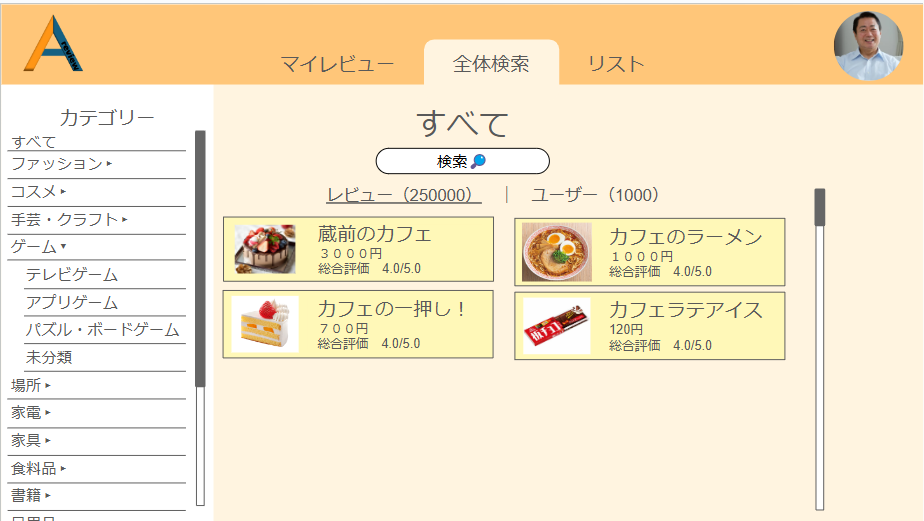 A review
マイレビュー
全体検索
リスト
カテゴリー
すべて
ファッション▸
コスメ▸
手芸・クラフト▸
ゲーム▾
テレビゲーム
アプリゲーム
パズル・ボードゲーム
未分類
場所▸
家電▸
家具▸
食料品▸
書籍▸
すべて
検索
レビュー（250000）
｜
ユーザー（1000）
蔵前のカフェ
３０００円
総合評価 4.0/5.0
カフェのラーメン
１０００円
総合評価 4.0/5.0
カフェの一押し！
７００円
総合評価 4.0/5.0
カフェラテアイス
120円
総合評価 4.0/5.0